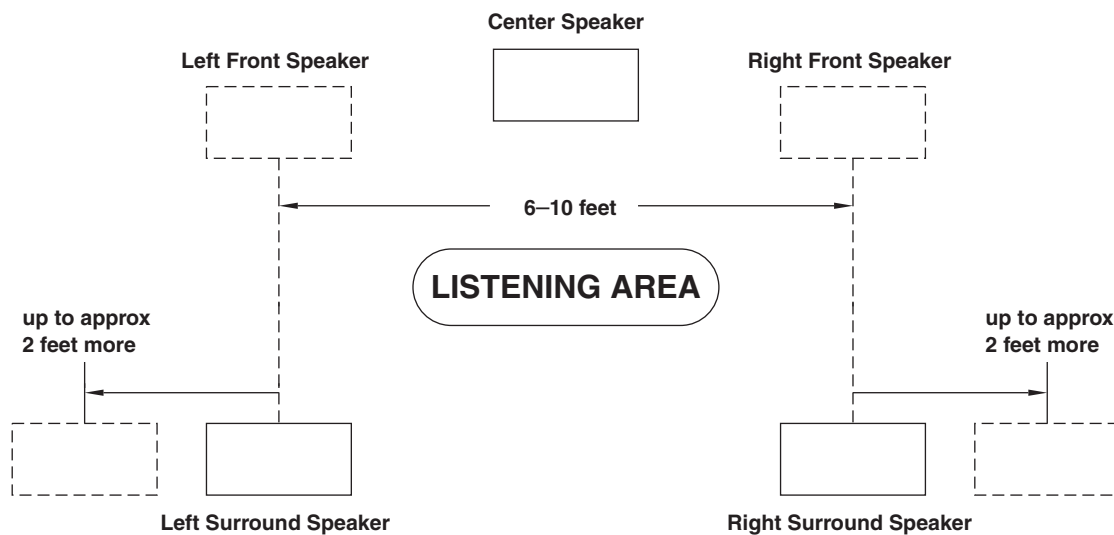 Center Speaker
Left Front Speaker
Right Front Speaker
6–10 feet
LISTENING AREA
up to approx
2 feet more
up to approx
2 feet more
Left Surround Speaker
Right Surround Speaker